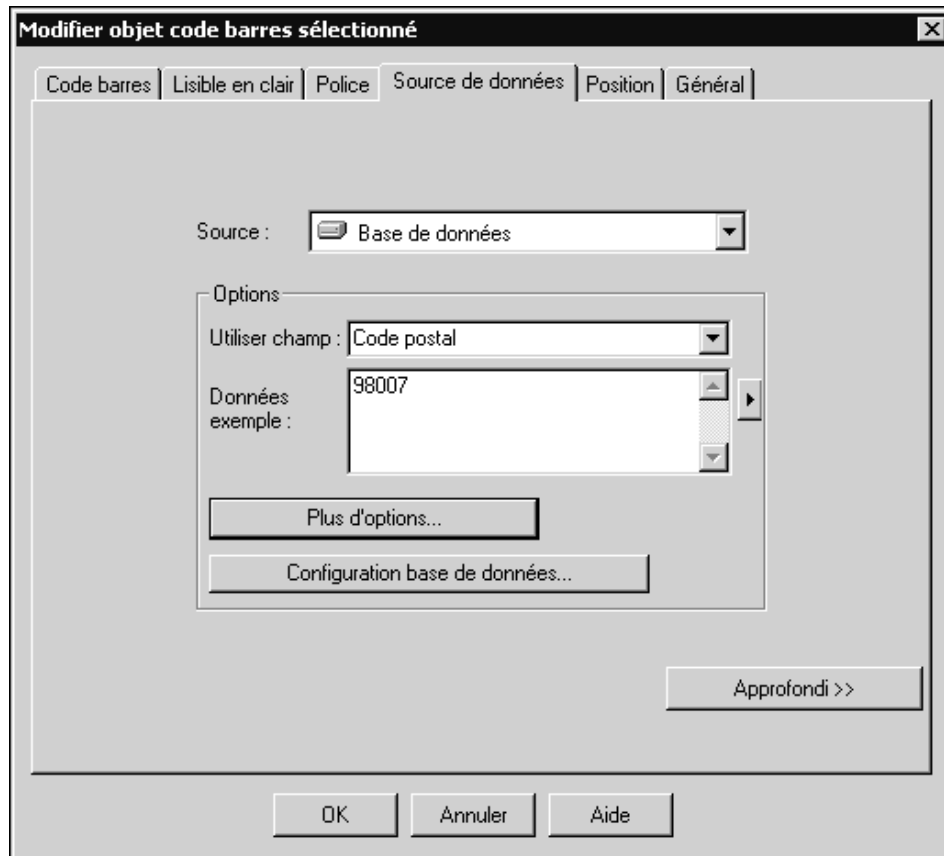 Modifier objet code barres sélectionné
Code barres Lisible en clair Police Source de données Position Général
Source : Base de données
Options
Utiliser champ : Code postal
Données exemple : 98007
Plus d'options...
Configuration base de données...
Approfondi >>
OK Annuler Aide